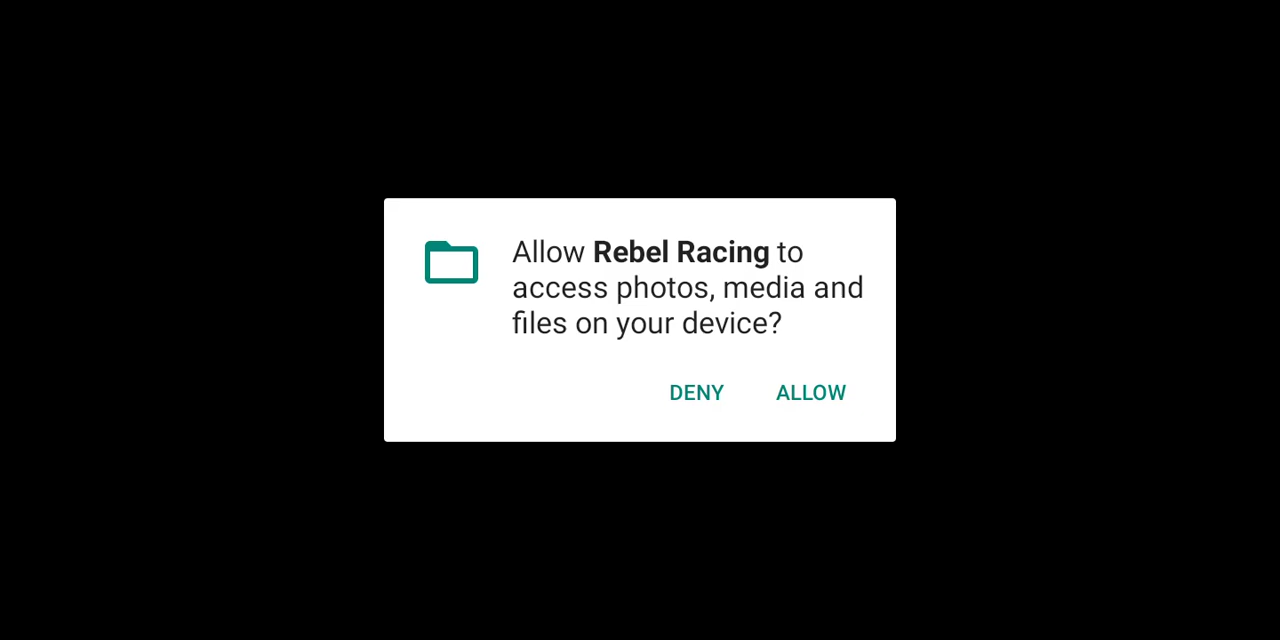 Allow Rebel Racing to
access photos, media and
files on your device?
DENY ALLOW